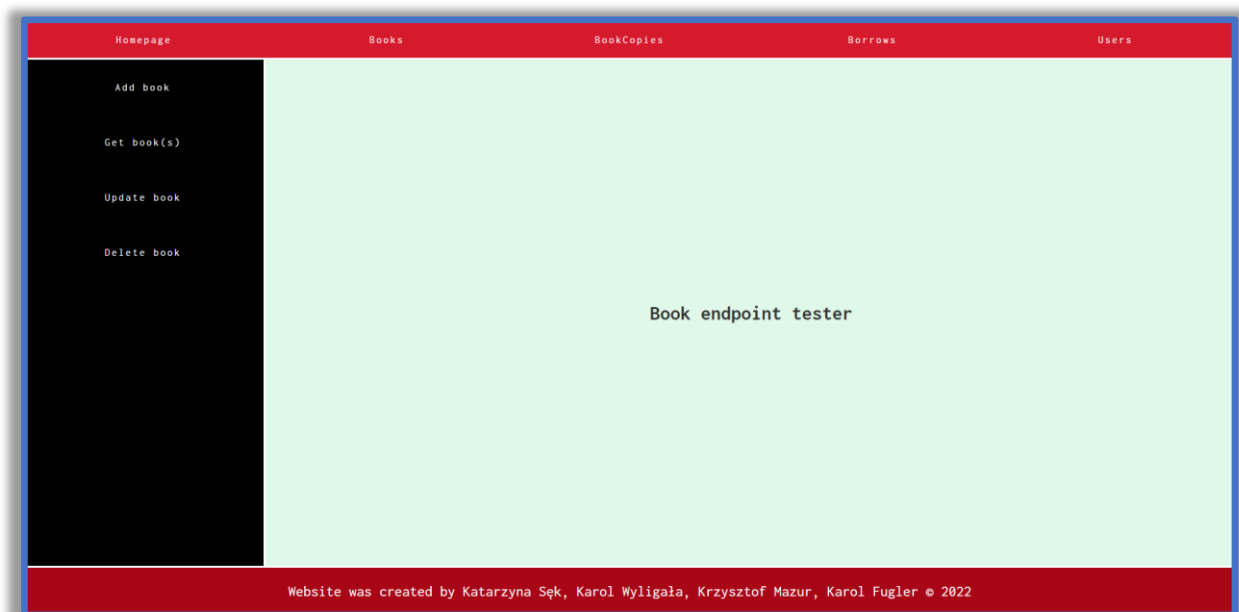 Homepage Books BookCopies Borrows Users
Add book
Get book(s)
Update book
Delete book
Book endpoint tester
Website was created by Katarzyna Sęk, Karol Wyligała, Krzysztof Mazur, Karol Fugler © 2022